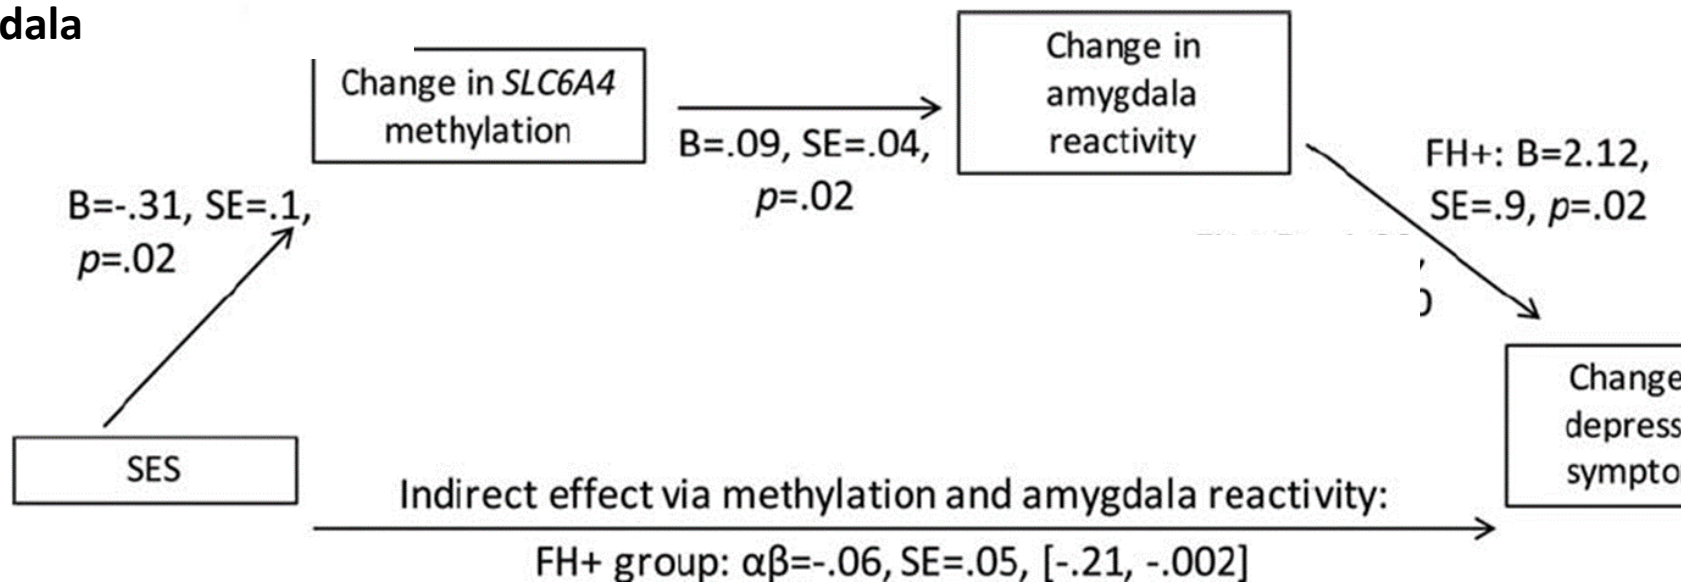 dala
Change in SLC6A4
methylation
B=.09, SE=.04,
p=.02
Change in
amygdala
reactivity
FH+: B=2.12,
SE=.9, p=.02
B=-.31, SE=.1,
p=.02
SES
Change
depress
sympto
Indirect effect via methylation and amygdala reactivity:
FH+ group: αβ=-.06, SE=.05, [-.21, -.002]